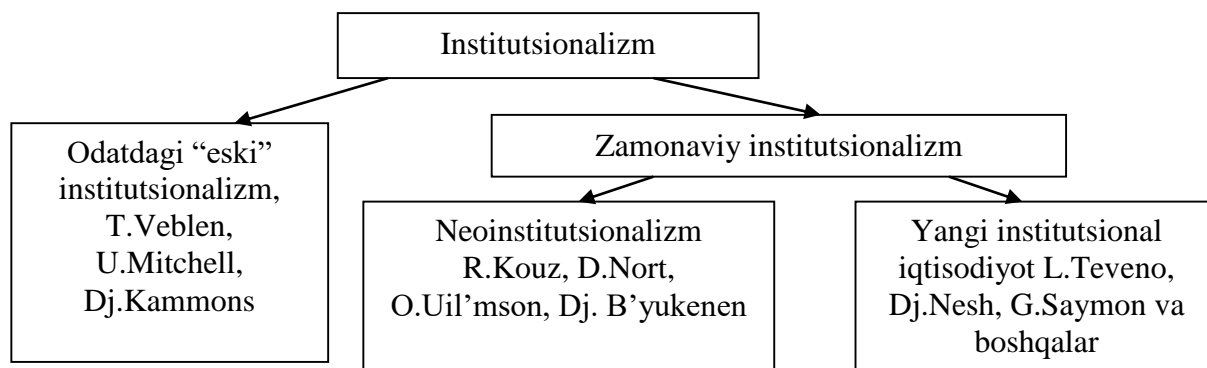 Institutsionalizm
Odatdagi “eski”
institutsionalizm,
T.Veblen,
U.Mitchell,
Dj.Kammons
Zamonaviy institutsionalizm
Neoinstitutsionalizm
R.Kouz, D.Nort,
O.Uil’mson, Dj. B’yukenen
Yangi institutsional
iqtisodiyot L.Teveno,
Dj.Nesh, G.Saymon va
boshqalar